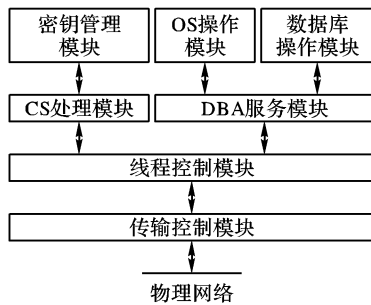 密钥管理
模块
OS操作
模块
数据库
操作模块
CS处理模块
DBA服务模块
线程控制模块
传输控制模块
物理网络